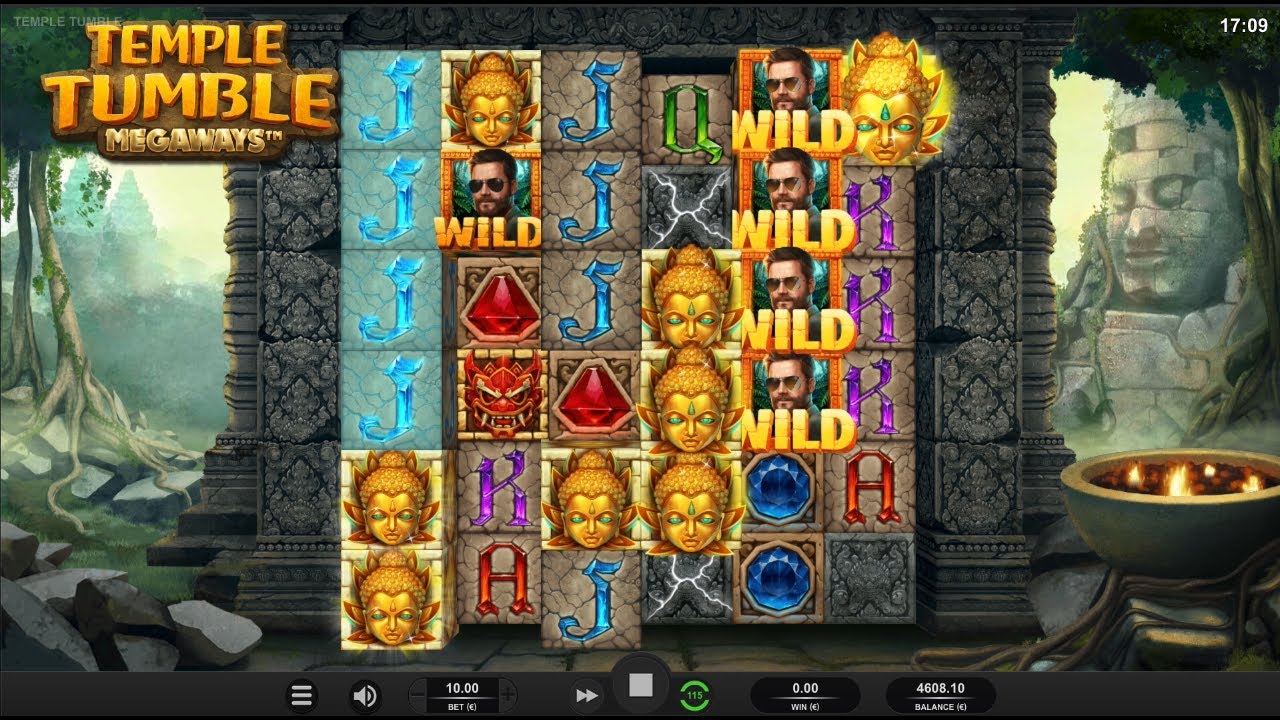 TEMPLE TUMBLE
17:09
TEMPLE
TUMBLE
MEGAWAYS™
J J Q WILD
J WILD J WILD K
J J WILD K
J WILD K
K A
A J
10.00
BET (€)
115
0.00
WIN (€)
4608.10
BALANCE (€)